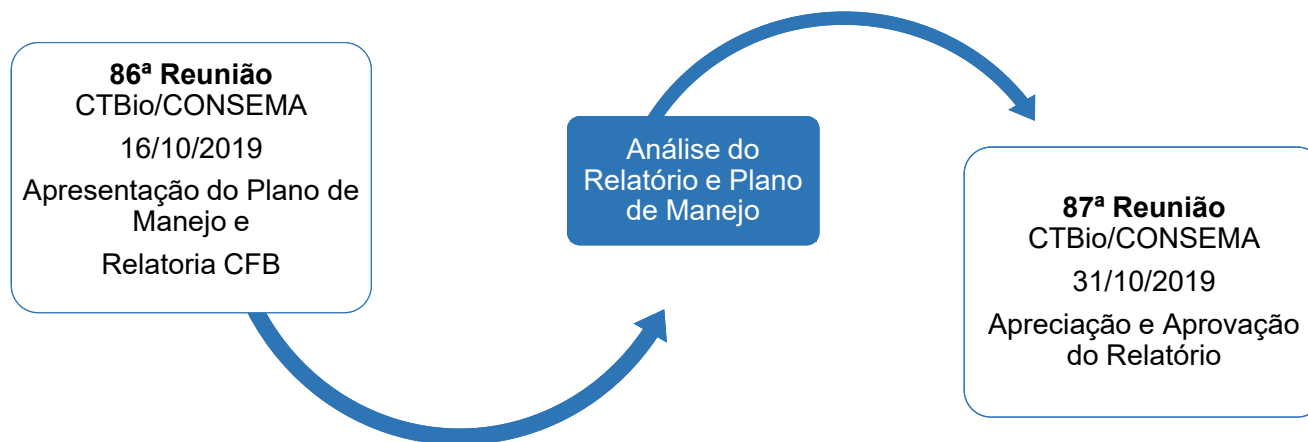 86ª Reunião
CTBio/CONSEMA
16/10/2019
Apresentação do Plano de
Manejo e
Relatoria CFB
Análise do
Relatório e Plano
de Manejo
87ª Reunião
CTBio/CONSEMA
31/10/2019
Apreciação e Aprovação
do Relatório